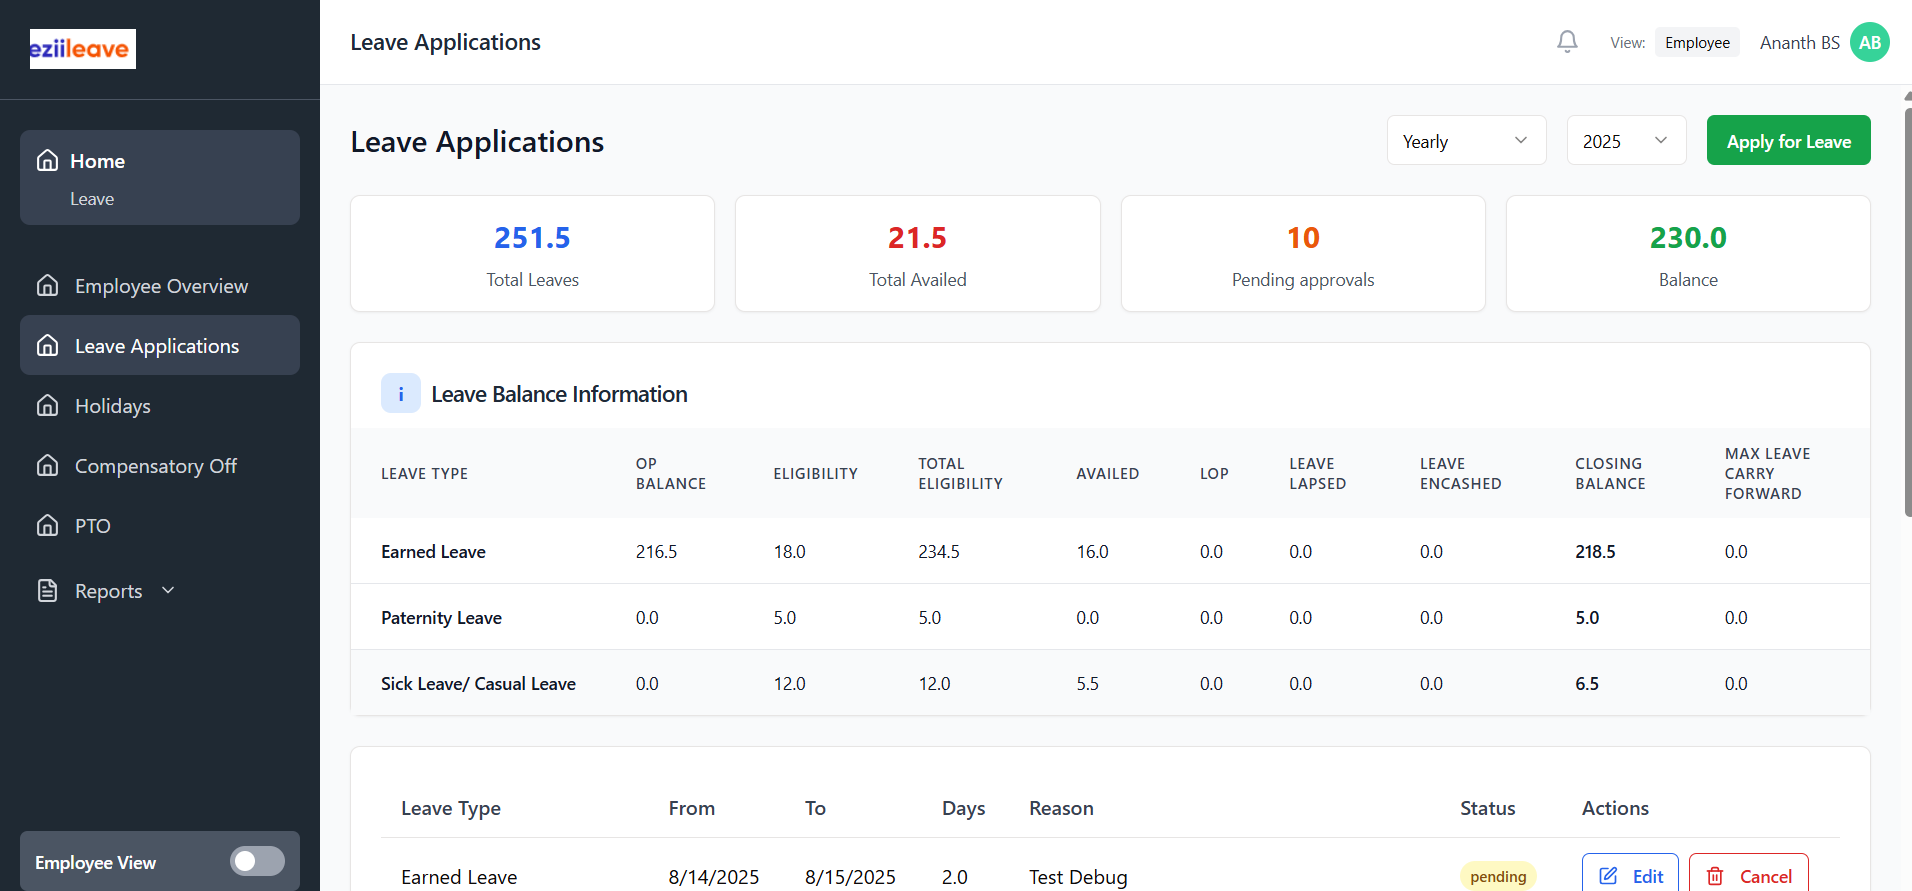 eziileave
Home
Leave
Employee Overview
Leave Applications
Holidays
Compensatory Off
PTO
Reports
Employee View
Leave Applications
View: Employee Ananth BS AB
Leave Applications
Yearly 2025 Apply for Leave
251.5 21.5 10 230.0
Total Leaves Total Availed Pending approvals Balance
i Leave Balance Information
LEAVE TYPE OP BALANCE ELIGIBILITY TOTAL ELIGIBILITY AVAILED LOP LEAVE LAPSED LEAVE ENCASHED CLOSING BALANCE MAX LEAVE CARRY FORWARD
Earned Leave 216.5 18.0 234.5 16.0 0.0 0.0 0.0 218.5 0.0
Paternity Leave 0.0 5.0 5.0 0.0 0.0 0.0 0.0 5.0 0.0
Sick Leave/ Casual Leave 0.0 12.0 12.0 5.5 0.0 0.0 0.0 6.5 0.0
Leave Type From To Days Reason Status Actions
Earned Leave 8/14/2025 8/15/2025 2.0 Test Debug pending Edit Cancel